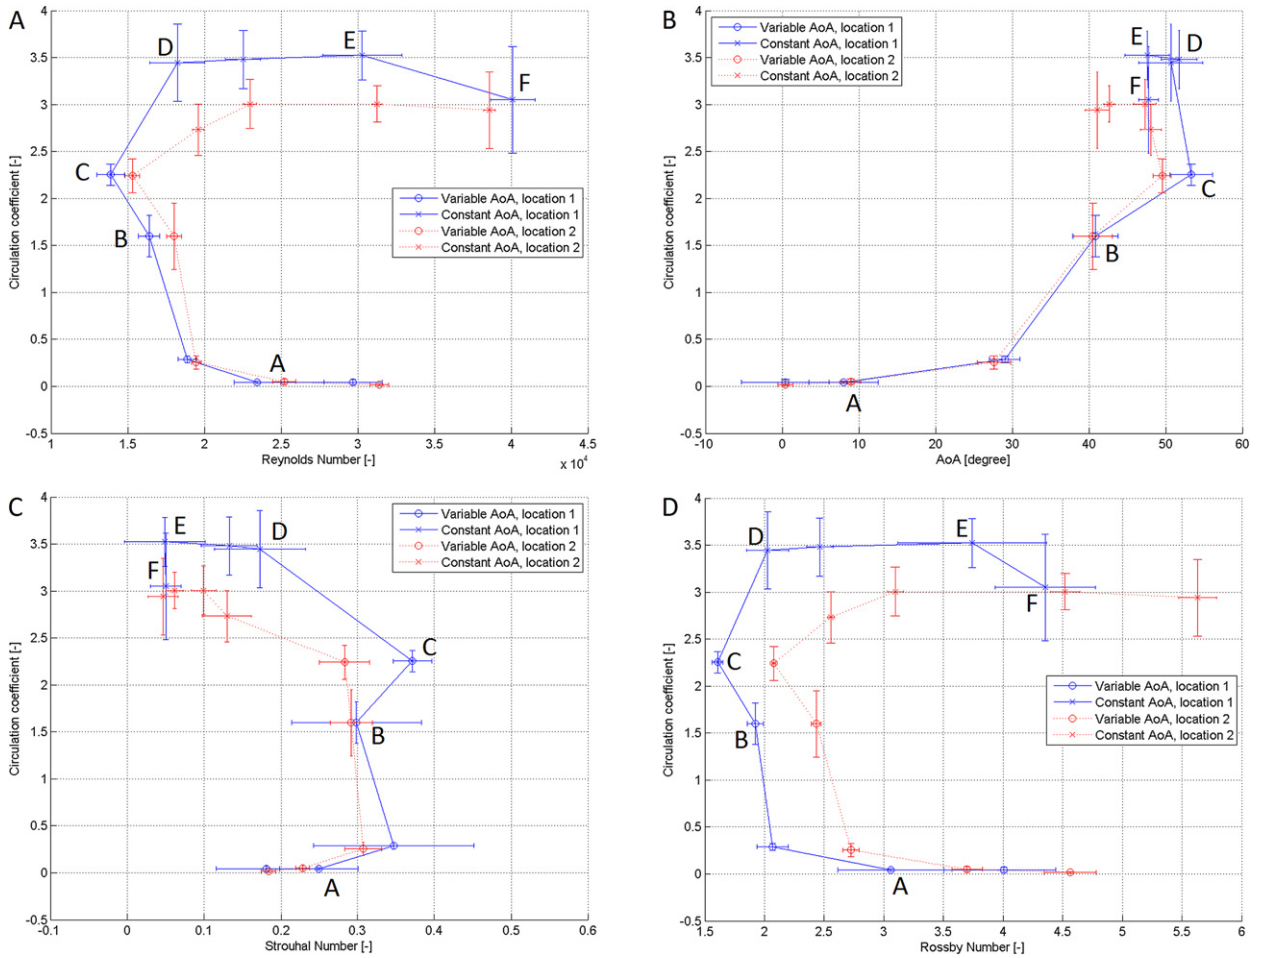 A
4
3.5
3
2.5
2
1.5
1
0.5
0
-0.5
Circulation coefficient [-]
D
E
F
C
B
A
Variable AoA, location 1
Constant AoA, location 1
Variable AoA, location 2
Constant AoA, location 2
1 1.5 2 2.5 3 3.5 4 4.5
Reynolds Number [-]
x 10⁴
B
4
3.5
3
2.5
2
1.5
1
0.5
0
-0.5
Circulation coefficient [-]
Variable AoA, location 1
Constant AoA, location 1
Variable AoA, location 2
Constant AoA, location 2
E
D
F
C
B
A
-10 0 10 20 30 40 50 60
AoA [degree]
C
4
3.5
3
2.5
2
1.5
1
0.5
0
-0.5
Circulation coefficient [-]
E
D
F
C
B
A
Variable AoA, location 1
Constant AoA, location 1
Variable AoA, location 2
Constant AoA, location 2
-0.1 0 0.1 0.2 0.3 0.4 0.5 0.6
Strouhal Number [-]
D
4
3.5
3
2.5
2
1.5
1
0.5
0
-0.5
Circulation coefficient [-]
D
E
F
C
B
A
Variable AoA, location 1
Constant AoA, location 1
Variable AoA, location 2
Constant AoA, location 2
1.5 2 2.5 3 3.5 4 4.5 5 5.5 6
Rossby Number [-]